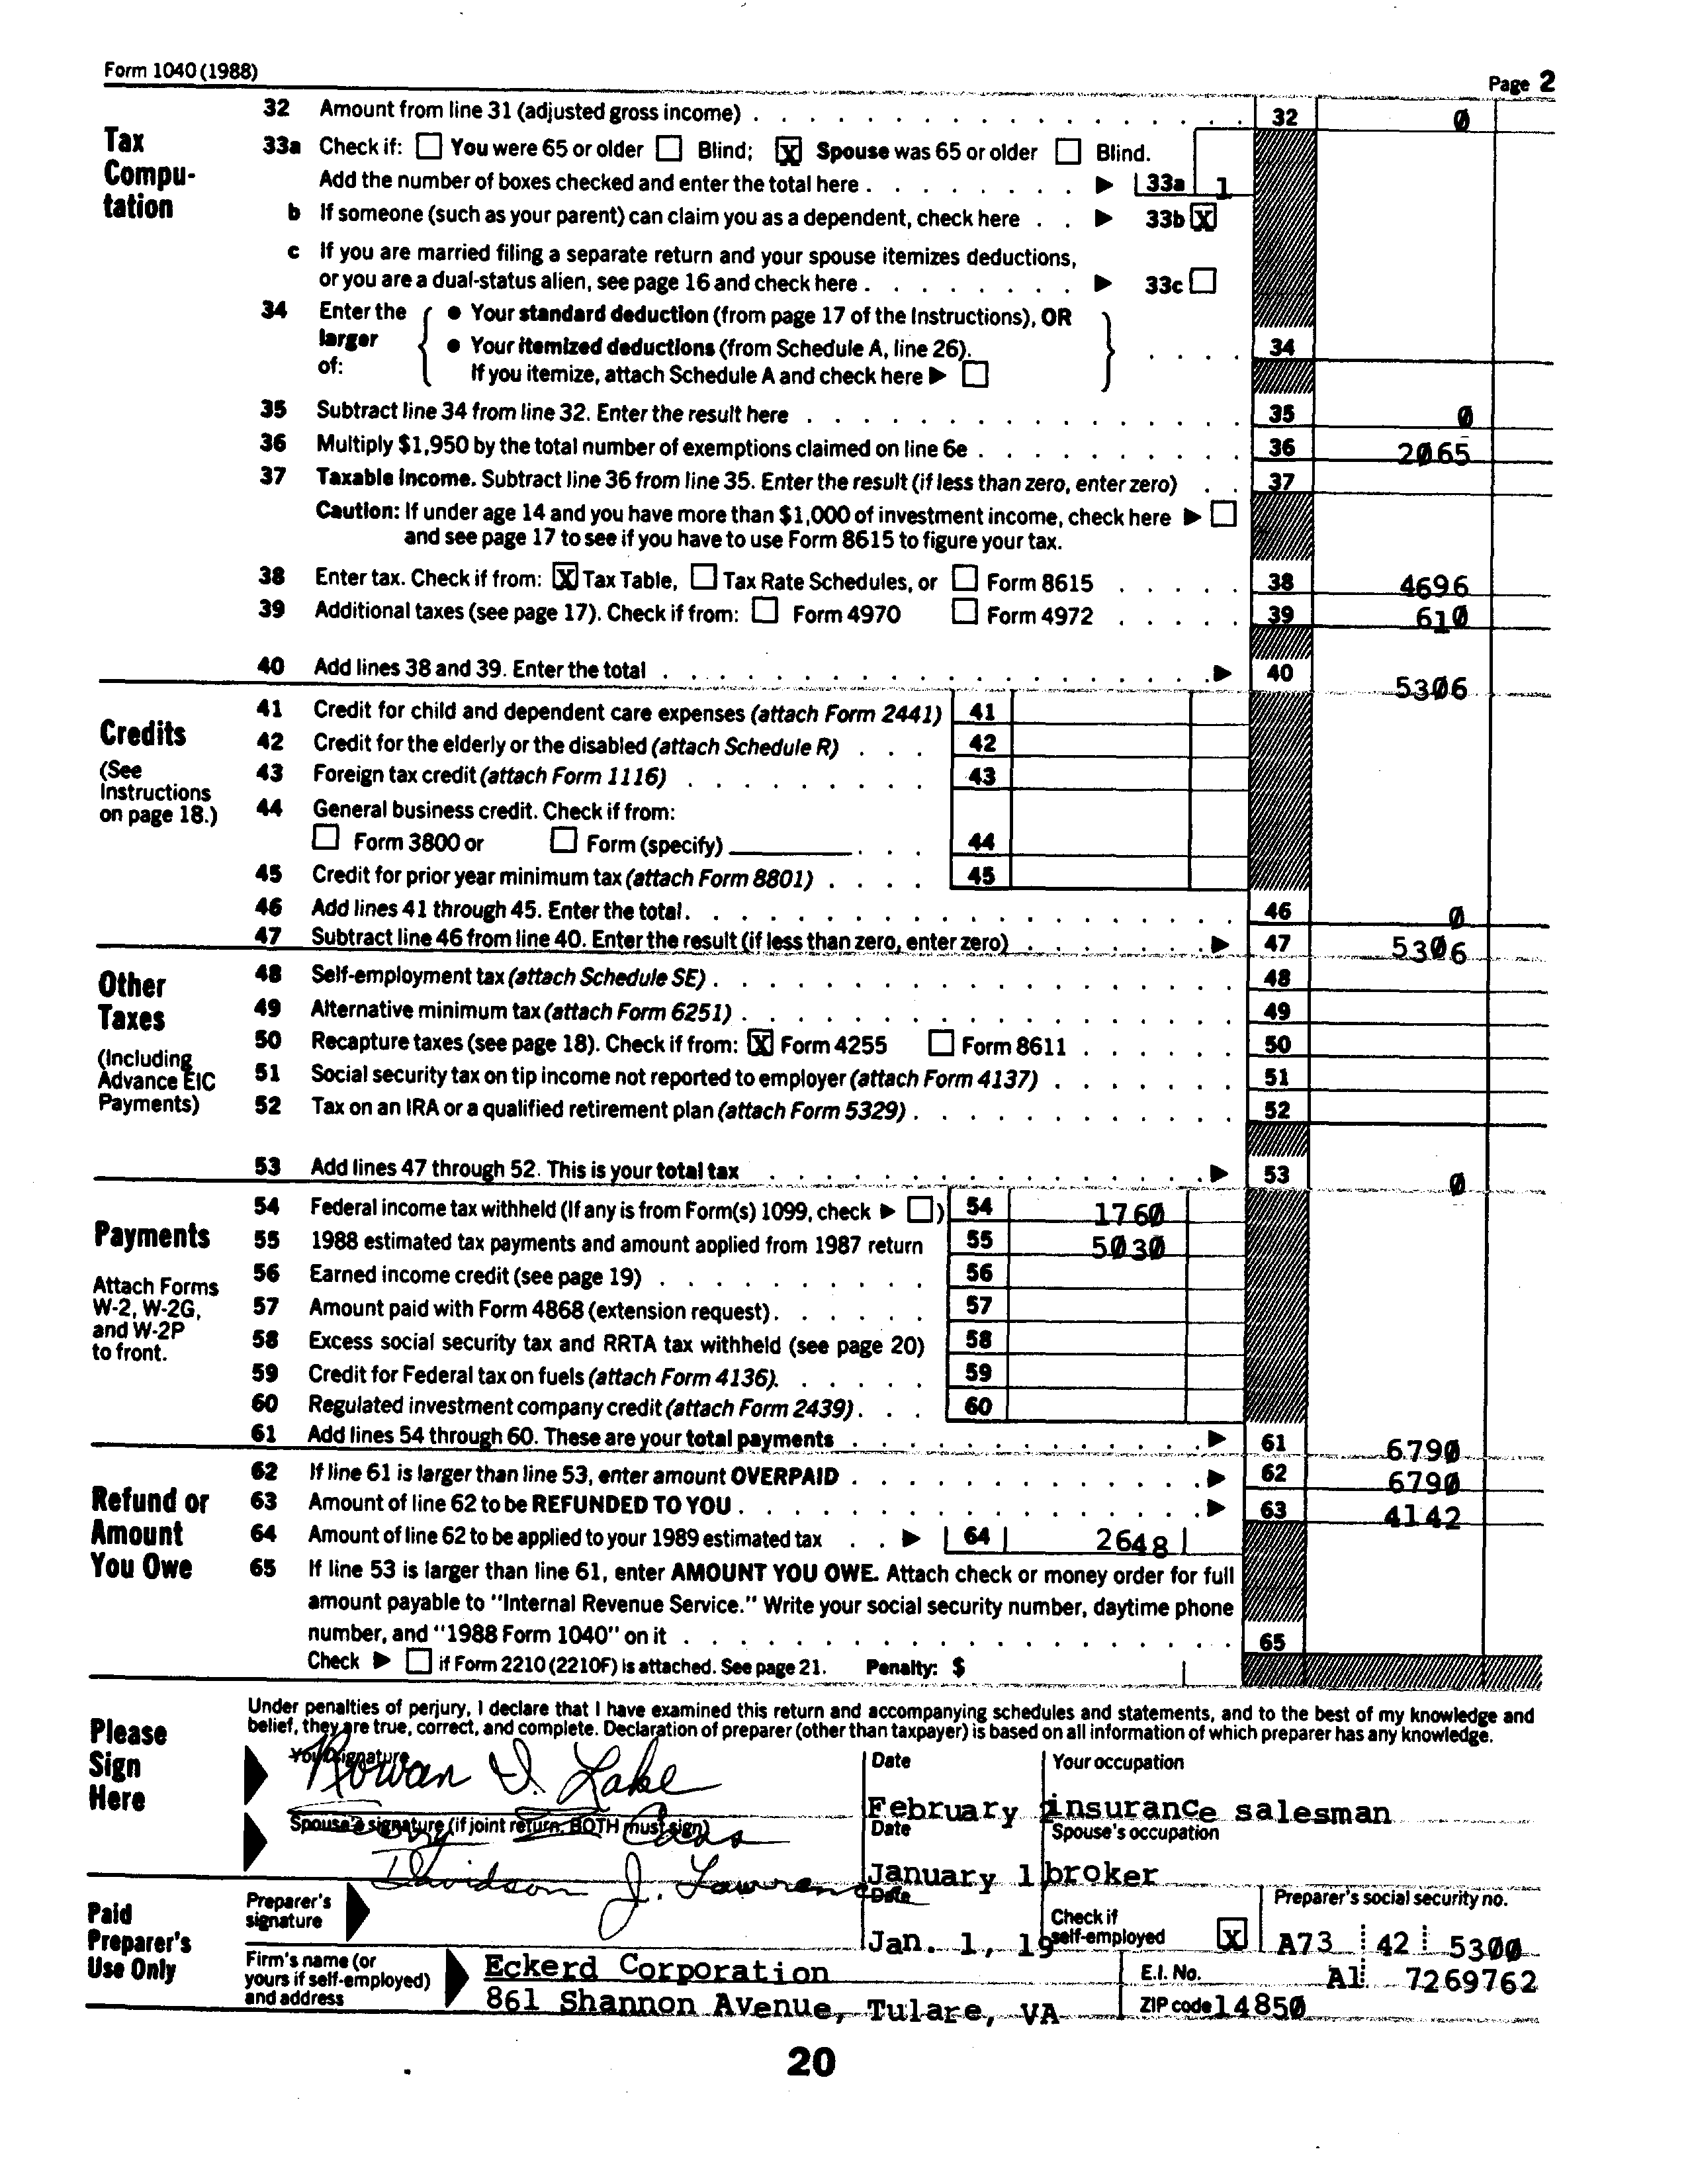 Form 1040 (1988)
Page 2
Tax Computation
32 Amount from line 31 (adjusted gross income) . . . 32 0
33a Check if: ☐ You were 65 or older ☐ Blind; ☒ Spouse was 65 or older ☐ Blind.
Add the number of boxes checked and enter the total here . . . ▶ 33a 1
b If someone (such as your parent) can claim you as a dependent, check here . . ▶ 33b ☒
c If you are married filing a separate return and your spouse itemizes deductions,
or you are a dual-status alien, see page 16 and check here . . . ▶ 33c ☐
34 Enter the larger of: { ● Your standard deduction (from page 17 of the Instructions), OR
● Your itemized deductions (from Schedule A, line 26).
If you itemize, attach Schedule A and check here ▶ ☐ } . . . . 34
35 Subtract line 34 from line 32. Enter the result here . . . 35 0
36 Multiply $1,950 by the total number of exemptions claimed on line 6e . . . 36 2065
37 Taxable income. Subtract line 36 from line 35. Enter the result (if less than zero, enter zero) . . 37
Caution: If under age 14 and you have more than $1,000 of investment income, check here ▶ ☐
and see page 17 to see if you have to use Form 8615 to figure your tax.
38 Enter tax. Check if from: ☒ Tax Table, ☐ Tax Rate Schedules, or ☐ Form 8615 . . . . . 38 4696
39 Additional taxes (see page 17). Check if from: ☐ Form 4970 ☐ Form 4972 . . . . . 39 610
40 Add lines 38 and 39. Enter the total . . . ▶ 40 5306
Credits
(See Instructions on page 18.)
41 Credit for child and dependent care expenses (attach Form 2441) 41
42 Credit for the elderly or the disabled (attach Schedule R) . . . 42
43 Foreign tax credit (attach Form 1116) . . . 43
44 General business credit. Check if from:
☐ Form 3800 or ☐ Form (specify) . . . 44
45 Credit for prior year minimum tax (attach Form 8801) . . . . 45
46 Add lines 41 through 45. Enter the total . . . 46 0
47 Subtract line 46 from line 40. Enter the result (if less than zero, enter zero) . . . ▶ 47 5306
Other Taxes
(Including Advance EIC Payments)
48 Self-employment tax (attach Schedule SE) . . . 48
49 Alternative minimum tax (attach Form 6251) . . . 49
50 Recapture taxes (see page 18). Check if from: ☒ Form 4255 ☐ Form 8611 . . . 50
51 Social security tax on tip income not reported to employer (attach Form 4137) . . . 51
52 Tax on an IRA or a qualified retirement plan (attach Form 5329) . . . 52
53 Add lines 47 through 52. This is your total tax . . . ▶ 53 0
Payments
Attach Forms W-2, W-2G, and W-2P to front.
54 Federal income tax withheld (If any is from Form(s) 1099, check ▶ ☐) 54 1760
55 1988 estimated tax payments and amount applied from 1987 return 55 5030
56 Earned income credit (see page 19) . . . 56
57 Amount paid with Form 4868 (extension request) . . . 57
58 Excess social security tax and RRTA tax withheld (see page 20) 58
59 Credit for Federal tax on fuels (attach Form 4136) . . . 59
60 Regulated investment company credit (attach Form 2439) . . . 60
61 Add lines 54 through 60. These are your total payments . . . ▶ 61 6790
Refund or Amount You Owe
62 If line 61 is larger than line 53, enter amount OVERPAID . . . ▶ 62 6790
63 Amount of line 62 to be REFUNDED TO YOU . . . ▶ 63 4142
64 Amount of line 62 to be applied to your 1989 estimated tax . . ▶ 64 2648
65 If line 53 is larger than line 61, enter AMOUNT YOU OWE. Attach check or money order for full
amount payable to "Internal Revenue Service." Write your social security number, daytime phone
number, and "1988 Form 1040" on it . . . 65
Check ▶ ☐ if Form 2210 (2210F) is attached. See page 21. Penalty: $
Please Sign Here
Under penalties of perjury, I declare that I have examined this return and accompanying schedules and statements, and to the best of my knowledge and
belief, they are true, correct, and complete. Declaration of preparer (other than taxpayer) is based on all information of which preparer has any knowledge.
Your signature Rowan I. Lake
Date February
Your occupation insurance salesman
Spouse's signature (if joint return, BOTH must sign)
Date January 1
Spouse's occupation broker
Paid Preparer's Use Only
Preparer's signature Davidson J. Lawrence
Date Jan. 1, 19
Check if self-employed ☒
Preparer's social security no. A73 42 5300
Firm's name (or yours if self-employed) and address
Eckerd Corporation
861 Shannon Avenue, Tulare, VA
E.I. No. A1 7269762
ZIP code 14850
20